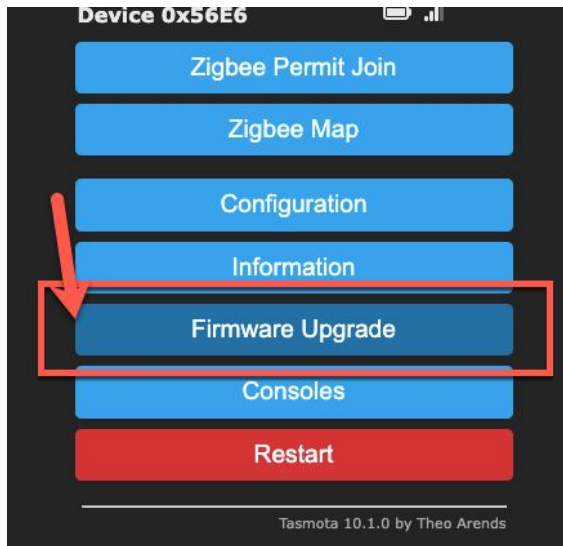 Device 0x56E6
Zigbee Permit Join
Zigbee Map
Configuration
Information
Firmware Upgrade
Consoles
Restart
Tasmota 10.1.0 by Theo Arends